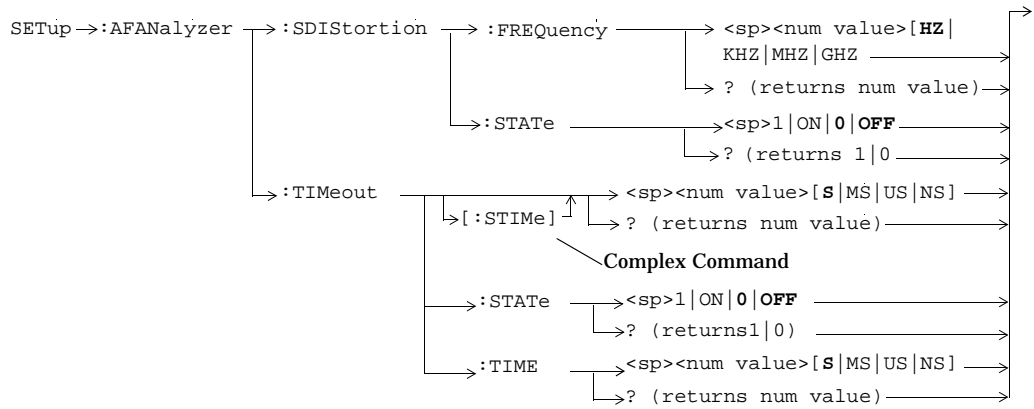 SETup :AFANalyzer :SDIStortion :FREQuency <sp><num value>[HZ|
KHZ|MHZ|GHZ
? (returns num value)
:STATe <sp>1|ON|0|OFF
? (returns 1|0
:TIMeout <sp><num value>[S|MS|US|NS]
[:STIMe] ? (returns num value)
Complex Command
:STATe <sp>1|ON|0|OFF
? (returns1|0)
:TIME <sp><num value>[S|MS|US|NS]
? (returns num value)